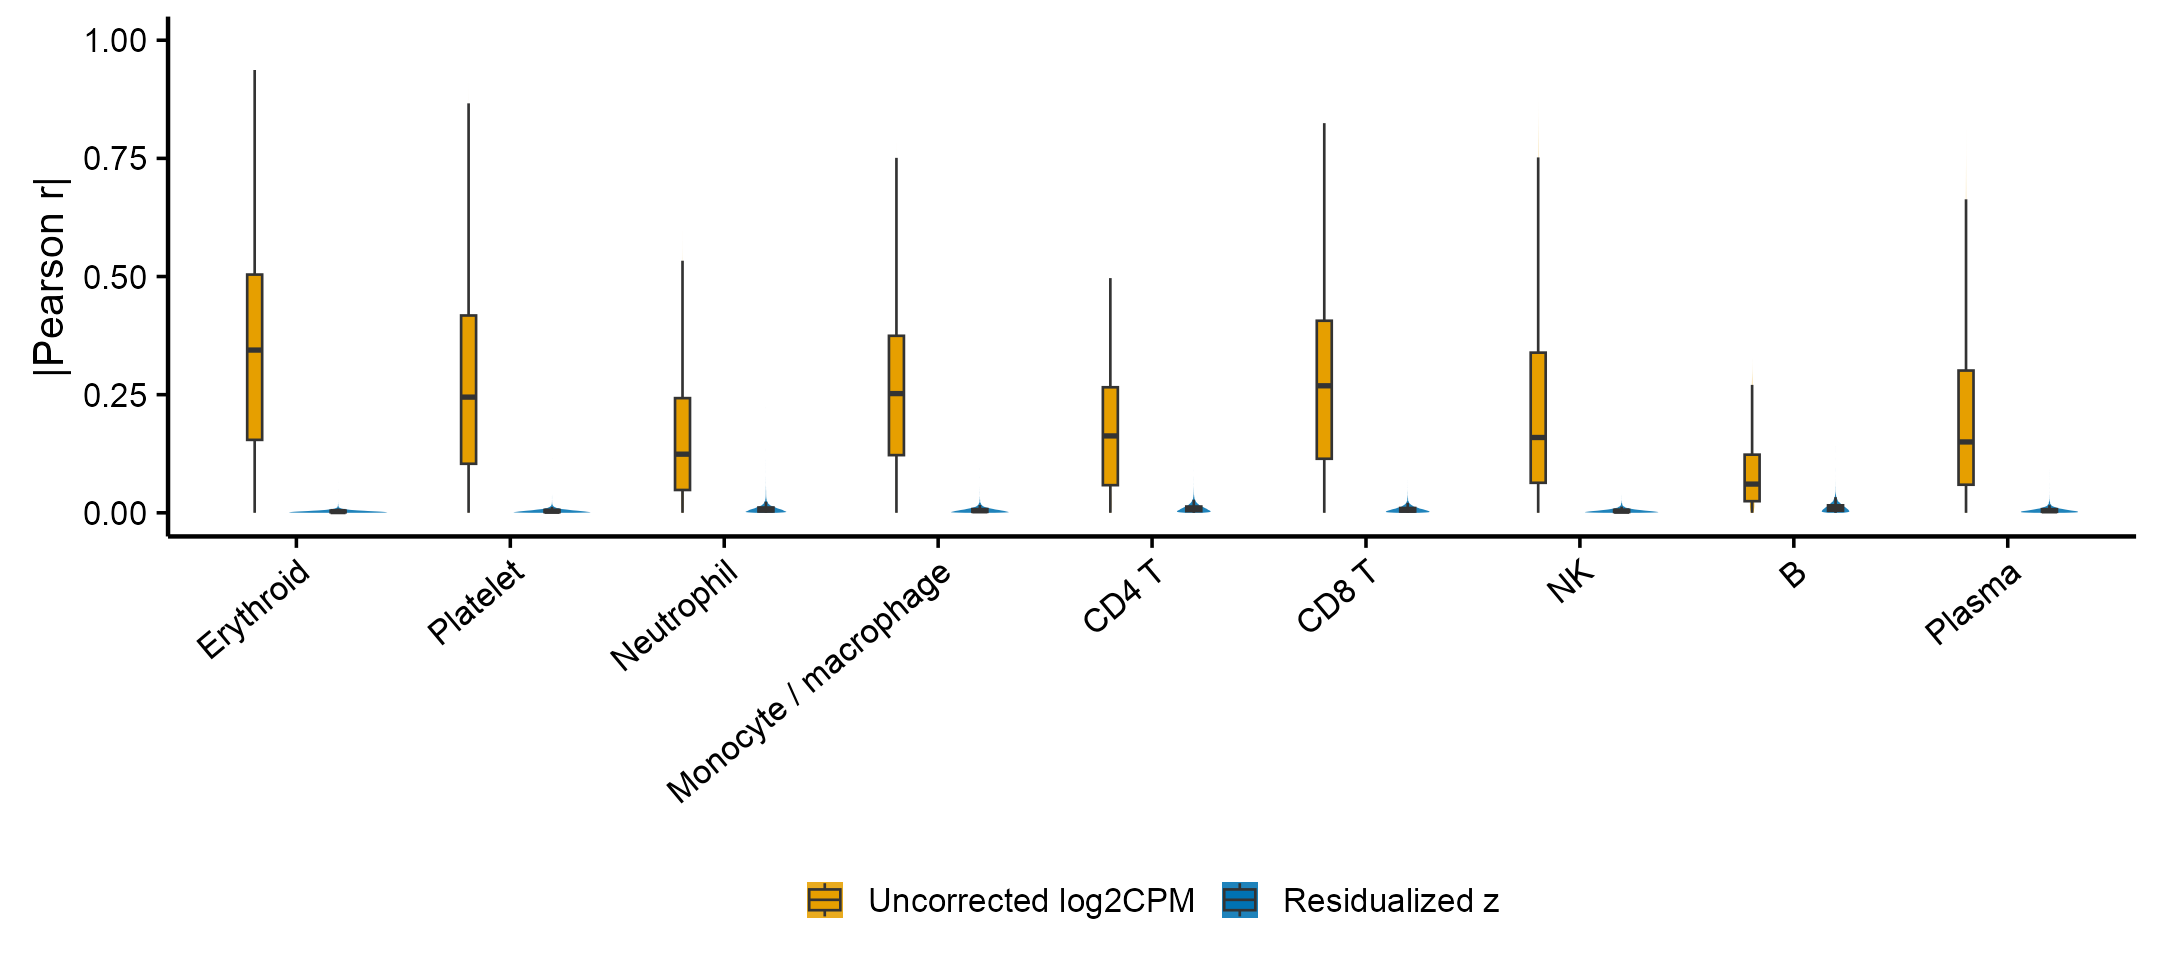 |Pearson r|
1.00
0.75
0.50
0.25
0.00
Erythroid
Platelet
Neutrophil
Monocyte / macrophage
CD4 T
CD8 T
NK
B
Plasma
Uncorrected log2CPM
Residualized z